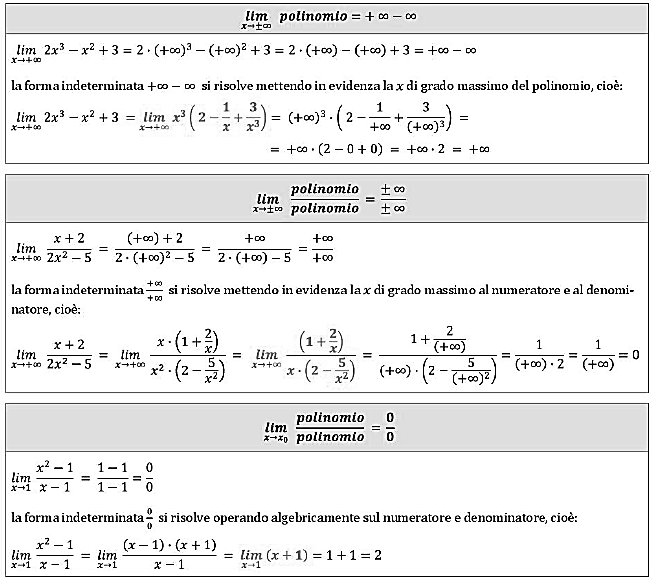 lim x→±∞ polinomio = + ∞ − ∞
lim x→+∞ 2x³ − x² + 3 = 2 · (+∞)³ − (+∞)² + 3 = 2 · (+∞) − (+∞) + 3 = +∞ − ∞
la forma indeterminata +∞ − ∞ si risolve mettendo in evidenza la x di grado massimo del polinomio, cioè:
lim x→+∞ 2x³ − x² + 3 = lim x→+∞ x³ (2 − 1/x + 3/x³) = (+∞)³ · (2 − 1/+∞ + 3/(+∞)³) =
= +∞ · (2 − 0 + 0) = +∞ · 2 = +∞
lim x→±∞ polinomio/polinomio = ± ∞/± ∞
lim x→+∞ x + 2/2x² − 5 = (+∞) + 2/2 · (+∞)² − 5 = +∞/2 · (+∞) − 5 = +∞/+∞
la forma indeterminata +∞/+∞ si risolve mettendo in evidenza la x di grado massimo al numeratore e al denomi-
natore, cioè:
lim x→+∞ x + 2/2x² − 5 = lim x→+∞ x · (1 + 2/x)/x² · (2 − 5/x²) = lim x→+∞ (1 + 2/x)/x · (2 − 5/x²) = 1 + 2/(+∞)/(+∞) · (2 − 5/(+∞)²) = 1/(+∞) · 2 = 1/(+∞) = 0
lim x→x₀ polinomio/polinomio = 0/0
lim x→1 x² − 1/x − 1 = 1 − 1/1 − 1 = 0/0
la forma indeterminata 0/0 si risolve operando algebricamente sul numeratore e denominatore, cioè:
lim x→1 x² − 1/x − 1 = lim x→1 (x − 1) · (x + 1)/x − 1 = lim x→1 (x + 1) = 1 + 1 = 2